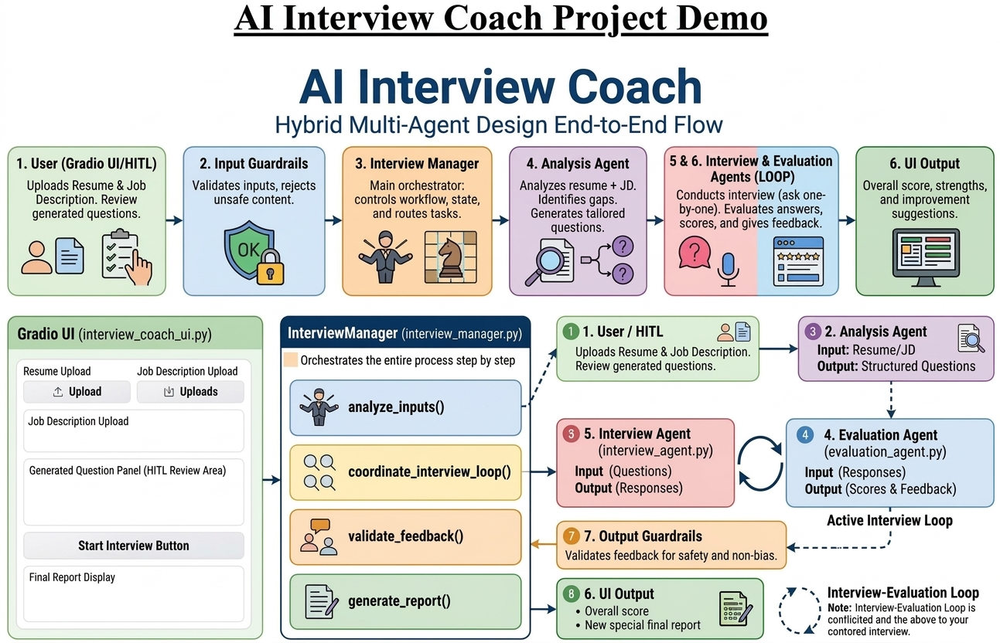 AI Interview Coach Project Demo
AI Interview Coach
Hybrid Multi-Agent Design End-to-End Flow
1. User (Gradio UI/HITL)
Uploads Resume & Job
Description. Review
generated questions.
2. Input Guardrails
Validates inputs, rejects
unsafe content.
OK
3. Interview Manager
Main orchestrator:
controls workflow, state,
and routes tasks.
4. Analysis Agent
Analyzes resume + JD.
Identifies gaps.
Generates tailored
questions.
?
?
5 & 6. Interview & Evaluation
Agents (LOOP)
Conducts interview (ask one-
by-one). Evaluates answers,
scores, and gives feedback.
?
6. UI Output
Overall score, strengths,
and improvement
suggestions.
Gradio UI (interview_coach_ui.py)
Resume Upload
Job Description Upload
Upload
Uploads
Job Description Upload
Generated Question Panel (HITL Review Area)
Start Interview Button
Final Report Display
InterviewManager (interview_manager.py)
Orchestrates the entire process step by step
analyze_inputs()
coordinate_interview_loop()
validate_feedback()
generate_report()
1 1. User / HITL
Uploads Resume & Job Description.
Review generated questions.
3 2. Analysis Agent
Input: Resume/JD
Output: Structured Questions
3 5. Interview Agent
(interview_agent.py)
Input (Questions)
Output (Responses)
4 4. Evaluation Agent
(evaluation_agent.py)
Input (Responses)
Output (Scores & Feedback)
Active Interview Loop
7 7. Output Guardrails
Validates feedback for safety and non-bias.
8 6. UI Output
• Overall score
• New special final report
Interview-Evaluation Loop
Note: Interview-Evaluation Loop is
conflicited and the above to your
contored interview.